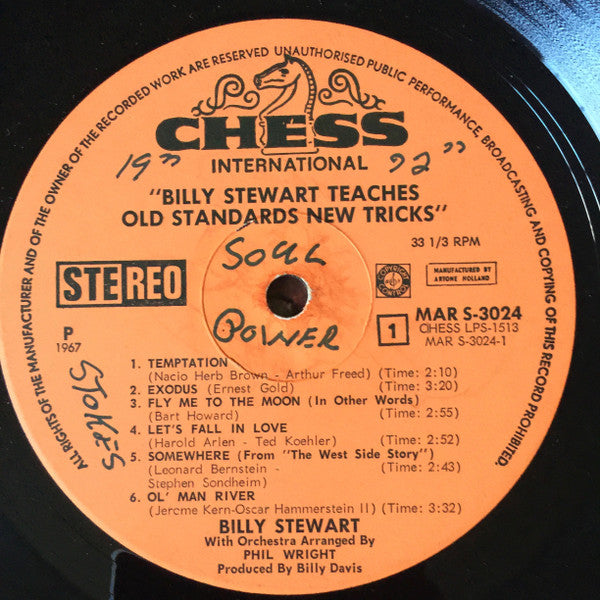 ALL RIGHTS OF THE MANUFACTURER AND OF THE OWNER OF THE RECORDED WORK ARE RESERVED UNAUTHORISED PUBLIC PERFORMANCE, BROADCASTING AND COPYING OF THIS RECORD PROHIBITED.
CHESS
INTERNATIONAL
19" "72"
"BILLY STEWART TEACHES
OLD STANDARDS NEW TRICKS"
SOUL
33 1/3 RPM
STEREO
MANUFACTURED BY
ARTONE HOLLAND
POWER
1
MAR S-3024
CHESS LPS-1513
MAR S-3024-1
P
1967
STOKES
1. TEMPTATION
(Nacio Herb Brown - Arthur Freed) (Time: 2:10)
2. EXODUS (Ernest Gold) (Time: 3:20)
3. FLY ME TO THE MOON (In Other Words)
(Bart Howard) (Time: 2:55)
4. LET'S FALL IN LOVE
(Harold Arlen - Ted Koehler) (Time: 2:52)
5. SOMEWHERE (From "The West Side Story")
(Leonard Bernstein - (Time: 2:43)
Stephen Sondheim)
6. OL' MAN RIVER
(Jerome Kern-Oscar Hammerstein II) (Time: 3:32)
BILLY STEWART
With Orchestra Arranged By
PHIL WRIGHT
Produced By Billy Davis